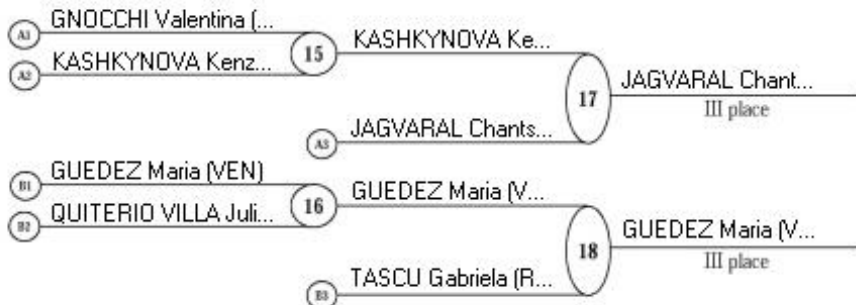 A1 GNOCCHI Valentina (...
15
KASHKYNOVA Ke...
A2 KASHKYNOVA Kenz...
17
JAGVARAL Chant...
III place
A3 JAGVARAL Chants...
B1 GUEDEZ Maria (VEN)
16
GUEDEZ Maria (V...
B2 QUITERIO VILLA Juli...
18
GUEDEZ Maria (V...
III place
B3 TASCU Gabriela (R...